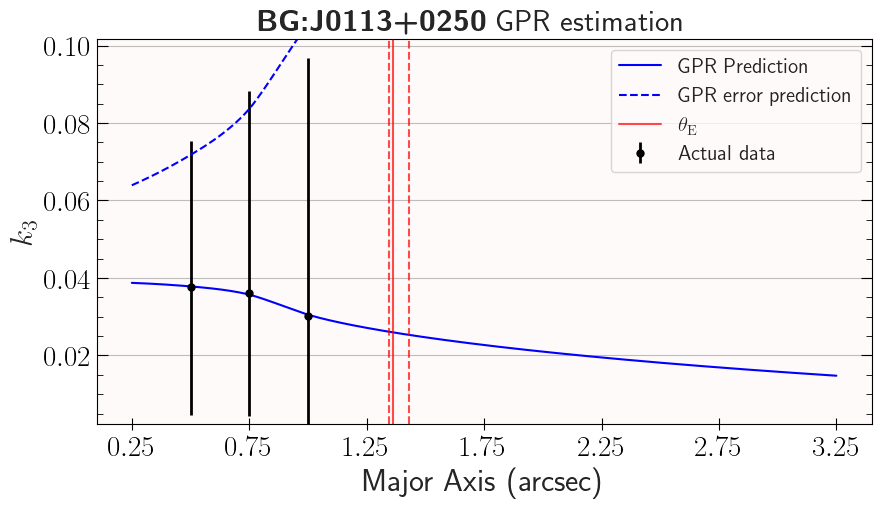 BG:J0113+0250 GPR estimation
0.10
0.08
0.06
0.04
0.02
k3
GPR Prediction
GPR error prediction
θE
Actual data
0.25 0.75 1.25 1.75 2.25 2.75 3.25
Major Axis (arcsec)